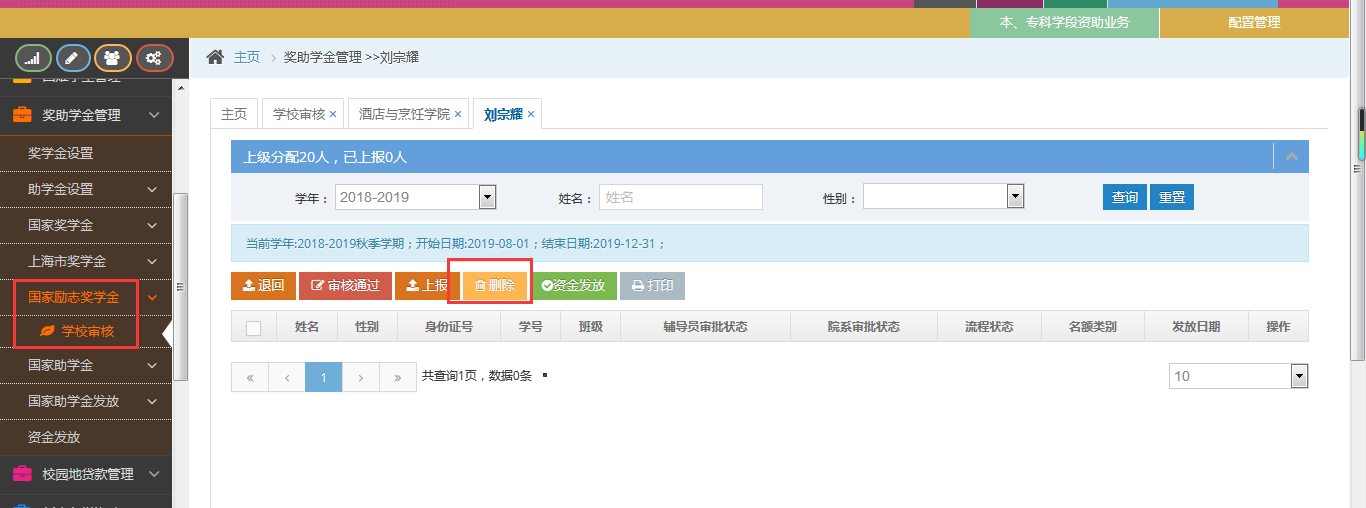 本、专科学段资助业务
配置管理
主页 奖助学金管理 >>刘宗耀
奖助学金管理
奖学金设置
助学金设置
国家奖学金
上海市奖学金
国家励志奖学金
学校审核
国家助学金
国家助学金发放
资金发放
校园地贷款管理
主页 学校审核 × 酒店与烹饪学院 × 刘宗耀 ×
上级分配20人，已上报0人
学年： 2018-2019 姓名： 姓名 性别： 查询 重置
当前学年:2018-2019秋季学期；开始日期:2019-08-01；结束日期:2019-12-31；
退回 审核通过 上报 删除 资金发放 打印
姓名 性别 身份证号 学号 班级 辅导员审批状态 院系审批状态 流程状态 名额类别 发放日期 操作
« ‹ 1 › » 共查询1页，数据0条 10